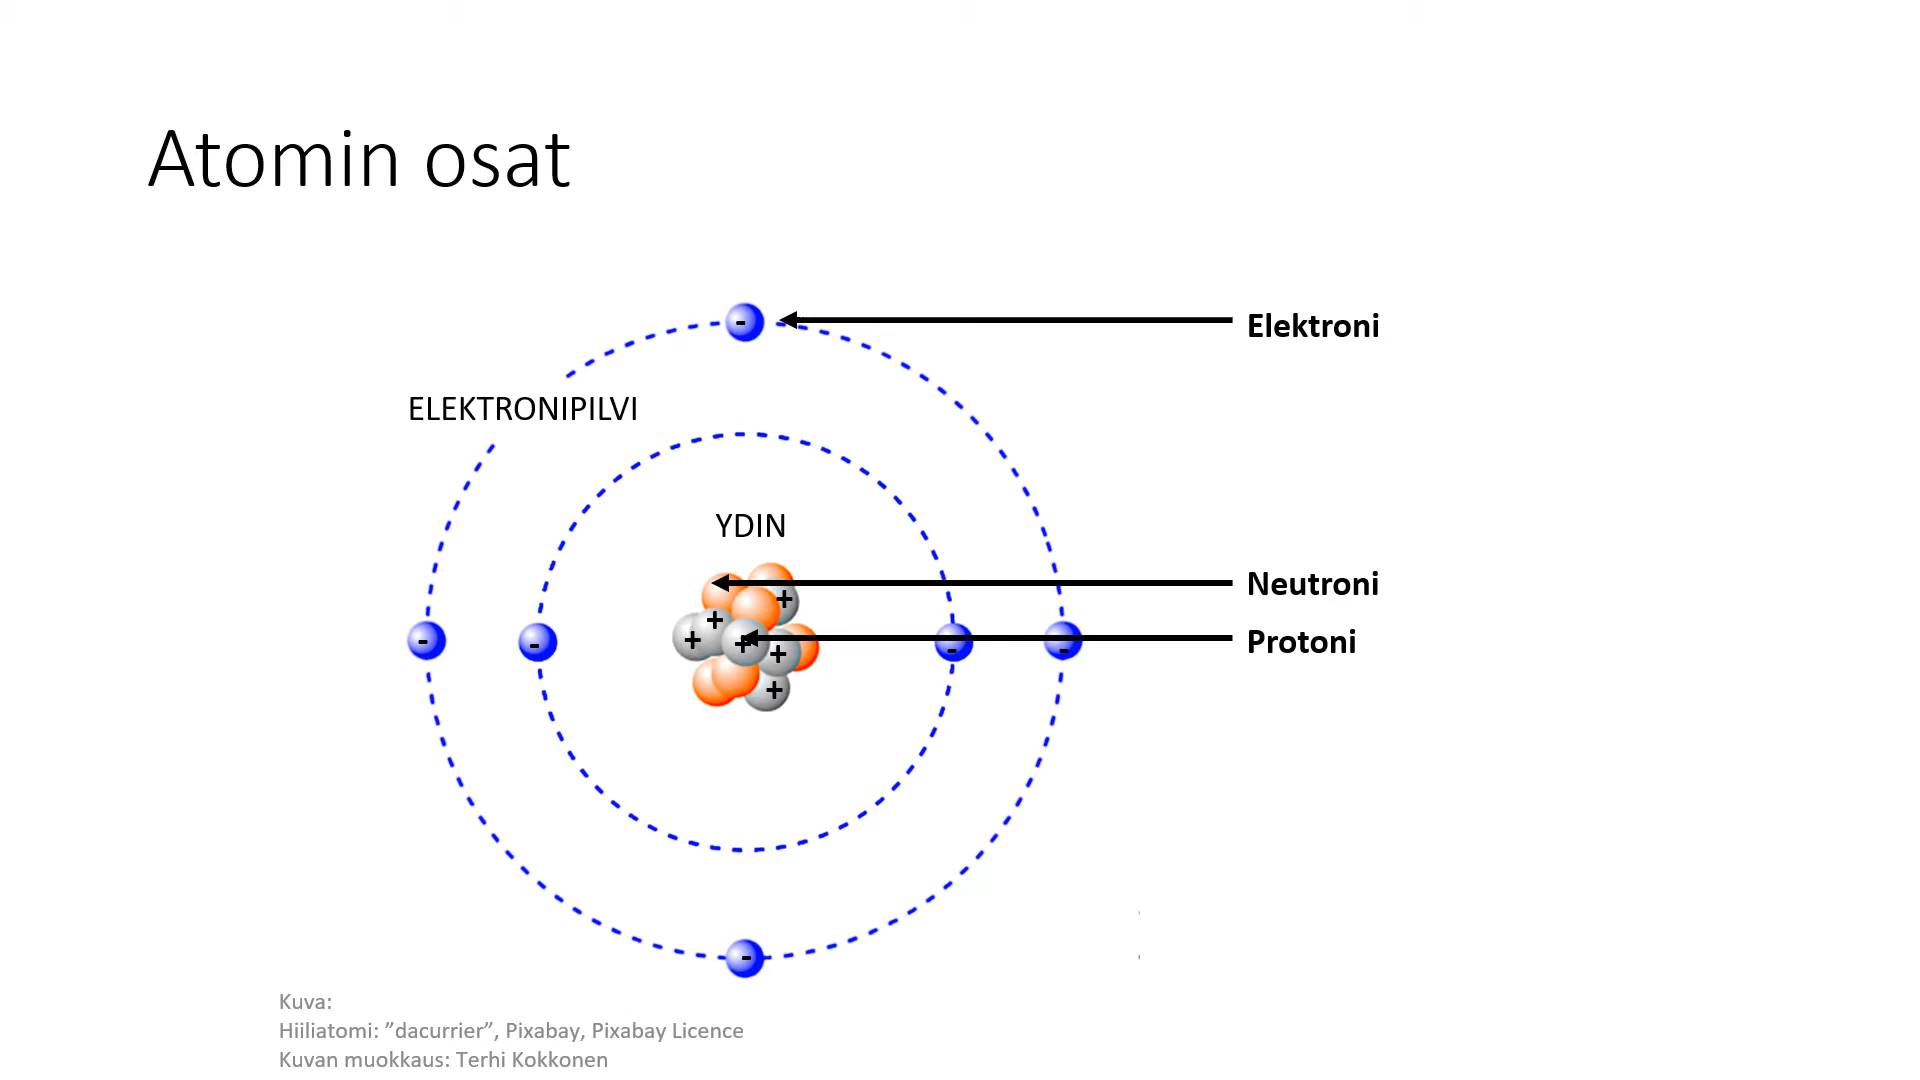 Atomin osat
-
Elektroni
ELEKTRONIPILVI
YDIN
Neutroni
+
+
+
- - + + - - Protoni
+
-
Kuva:
Hiiliatomi: ”dacurrier”, Pixabay, Pixabay Licence
Kuvan muokkaus: Terhi Kokkonen